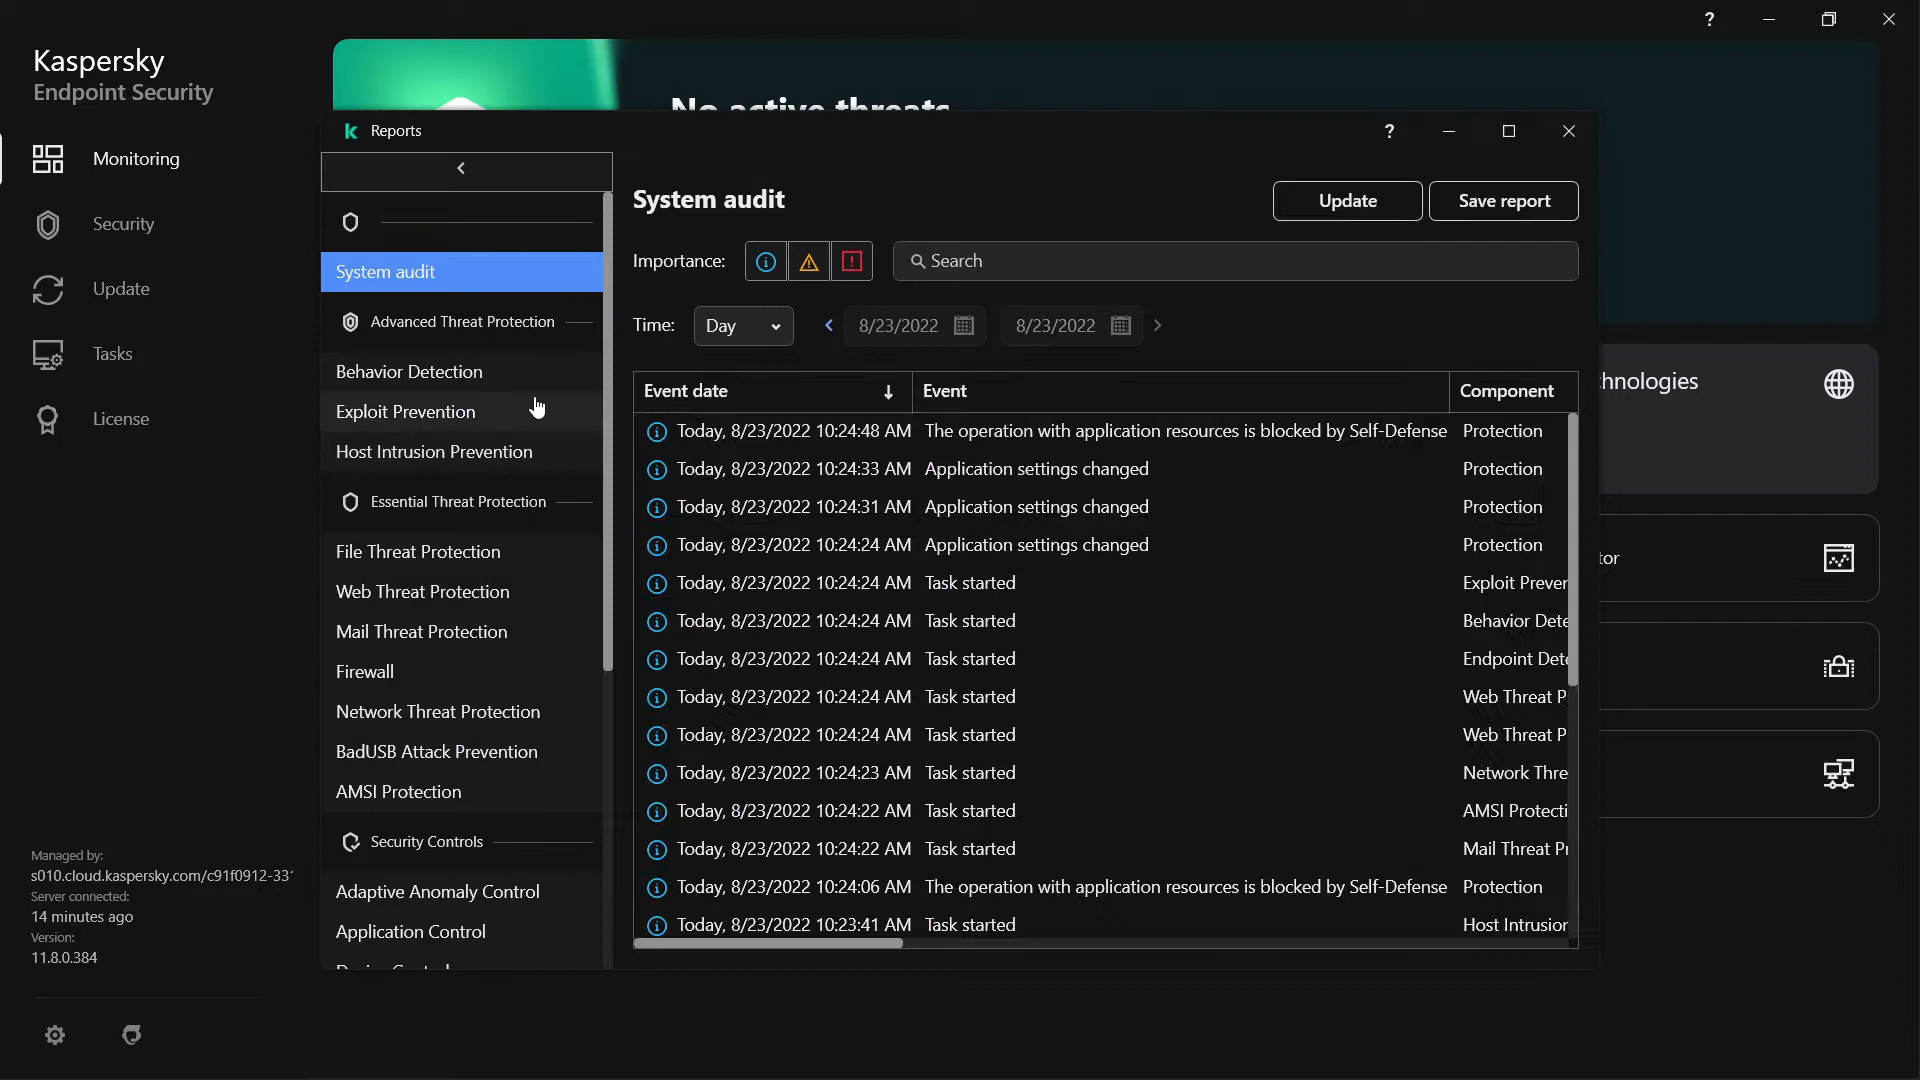 Kaspersky
Endpoint Security
Monitoring
Security
Update
Tasks
License
Managed by:
s010.cloud.kaspersky.com/c91f0912-331
Server connected:
14 minutes ago
Version:
11.8.0.384
No active threats
Reports
System audit
Advanced Threat Protection
Behavior Detection
Exploit Prevention
Host Intrusion Prevention
Essential Threat Protection
File Threat Protection
Web Threat Protection
Mail Threat Protection
Firewall
Network Threat Protection
BadUSB Attack Prevention
AMSI Protection
Security Controls
Adaptive Anomaly Control
Application Control
System audit
Update Save report
Importance: Search
Time: Day 8/23/2022 8/23/2022
Event date Event Component
Today, 8/23/2022 10:24:48 AM The operation with application resources is blocked by Self-Defense Protection
Today, 8/23/2022 10:24:33 AM Application settings changed Protection
Today, 8/23/2022 10:24:31 AM Application settings changed Protection
Today, 8/23/2022 10:24:24 AM Application settings changed Protection
Today, 8/23/2022 10:24:24 AM Task started Exploit Prever
Today, 8/23/2022 10:24:24 AM Task started Behavior Dete
Today, 8/23/2022 10:24:24 AM Task started Endpoint Det
Today, 8/23/2022 10:24:24 AM Task started Web Threat P
Today, 8/23/2022 10:24:24 AM Task started Web Threat P
Today, 8/23/2022 10:24:23 AM Task started Network Thre
Today, 8/23/2022 10:24:22 AM Task started AMSI Protecti
Today, 8/23/2022 10:24:22 AM Task started Mail Threat Pr
Today, 8/23/2022 10:24:06 AM The operation with application resources is blocked by Self-Defense Protection
Today, 8/23/2022 10:23:41 AM Task started Host Intrusior
hnologies
tor